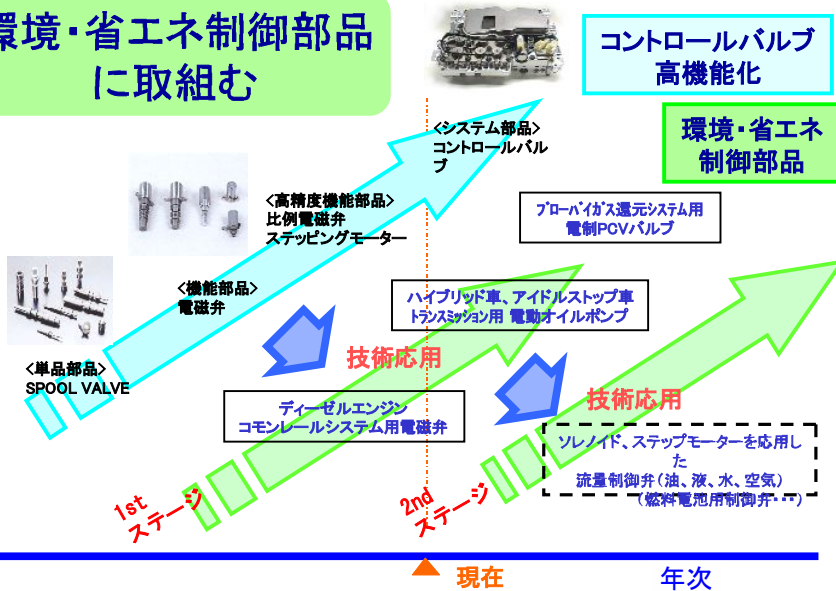 環境・省エネ制御部品
に取組む
コントロールバルブ
高機能化
環境・省エネ
制御部品
<システム部品>
コントロールバル
ブ
<高精度機能部品>
比例電磁弁
ステッピングモーター
ブローバイガス還元システム用
電制PCVバルブ
<機能部品>
電磁弁
ハイブリッド車、アイドルストップ車
トランスミッション用 電動オイルポンプ
技術応用
<単品部品>
SPOOL VALVE
技術応用
ディーゼルエンジン
コモンレールシステム用電磁弁
ソレノイド、ステップモーターを応用し
た
流量制御弁(油、液、水、空気)
(燃料電池用制御弁・・・)
1st
ステージ
2nd
ステージ
現在
年次